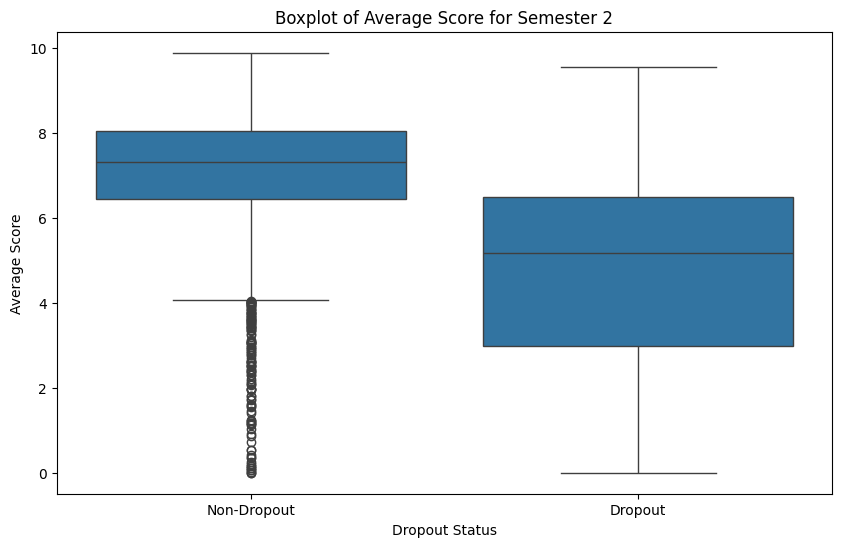 Boxplot of Average Score for Semester 2
10
8
6
4
2
0
Average Score
Non-Dropout
Dropout
Dropout Status